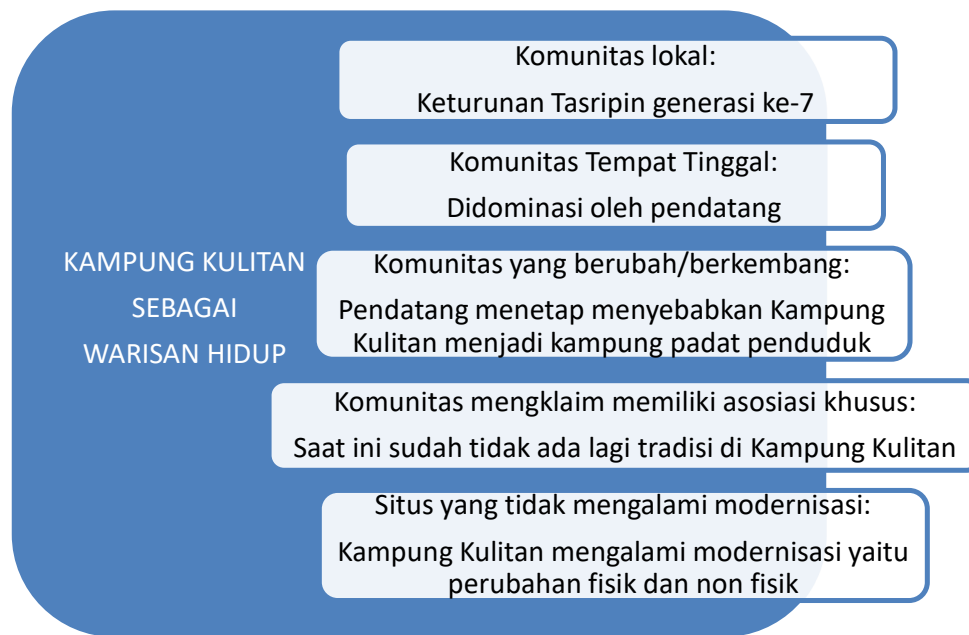 Komunitas lokal:
Keturunan Tasripin generasi ke-7
Komunitas Tempat Tinggal:
Didominasi oleh pendatang
KAMPUNG KULITAN
SEBAGAI
WARISAN HIDUP
Komunitas yang berubah/berkembang:
Pendatang menetap menyebabkan Kampung
Kulitan menjadi kampung padat penduduk
Komunitas mengklaim memiliki asosiasi khusus:
Saat ini sudah tidak ada lagi tradisi di Kampung Kulitan
Situs yang tidak mengalami modernisasi:
Kampung Kulitan mengalami modernisasi yaitu
perubahan fisik dan non fisik